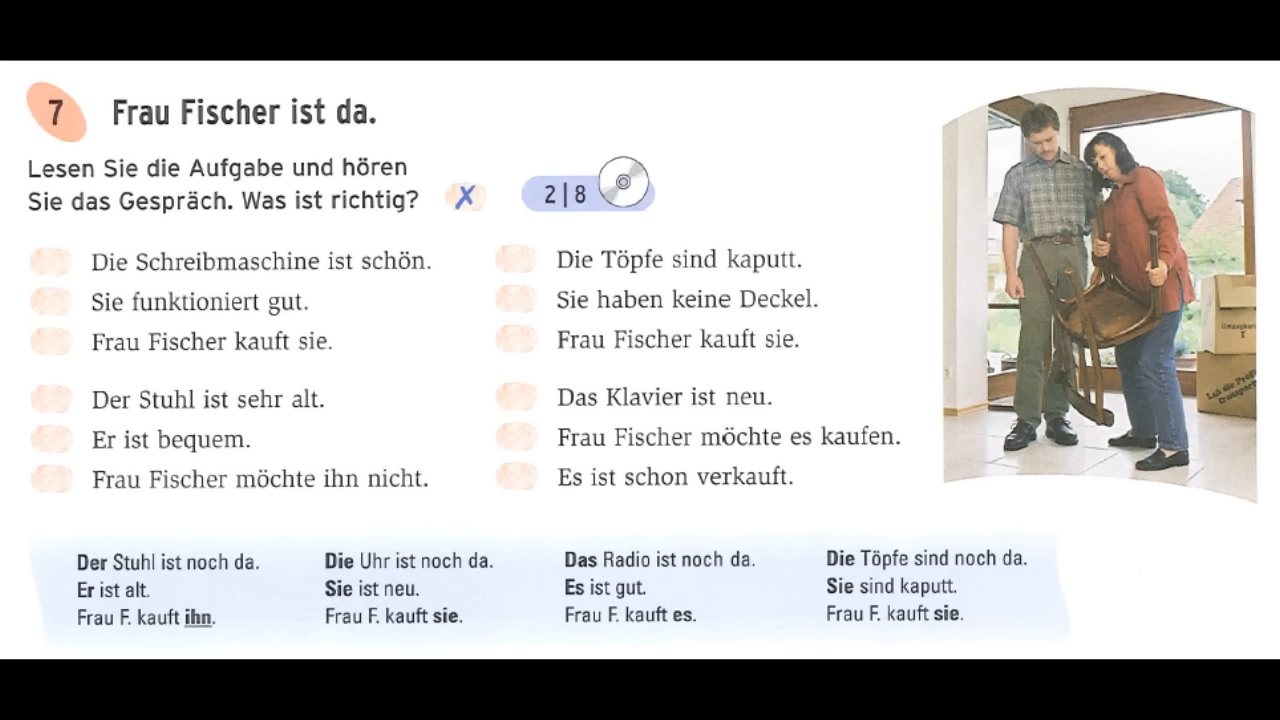 7 Frau Fischer ist da.
Lesen Sie die Aufgabe und hören
Sie das Gespräch. Was ist richtig? X 2|8
Die Schreibmaschine ist schön.
Sie funktioniert gut.
Frau Fischer kauft sie.
Der Stuhl ist sehr alt.
Er ist bequem.
Frau Fischer möchte ihn nicht.
Die Töpfe sind kaputt.
Sie haben keine Deckel.
Frau Fischer kauft sie.
Das Klavier ist neu.
Frau Fischer möchte es kaufen.
Es ist schon verkauft.
Der Stuhl ist noch da.
Er ist alt.
Frau F. kauft ihn.
Die Uhr ist noch da.
Sie ist neu.
Frau F. kauft sie.
Das Radio ist noch da.
Es ist gut.
Frau F. kauft es.
Die Töpfe sind noch da.
Sie sind kaputt.
Frau F. kauft sie.